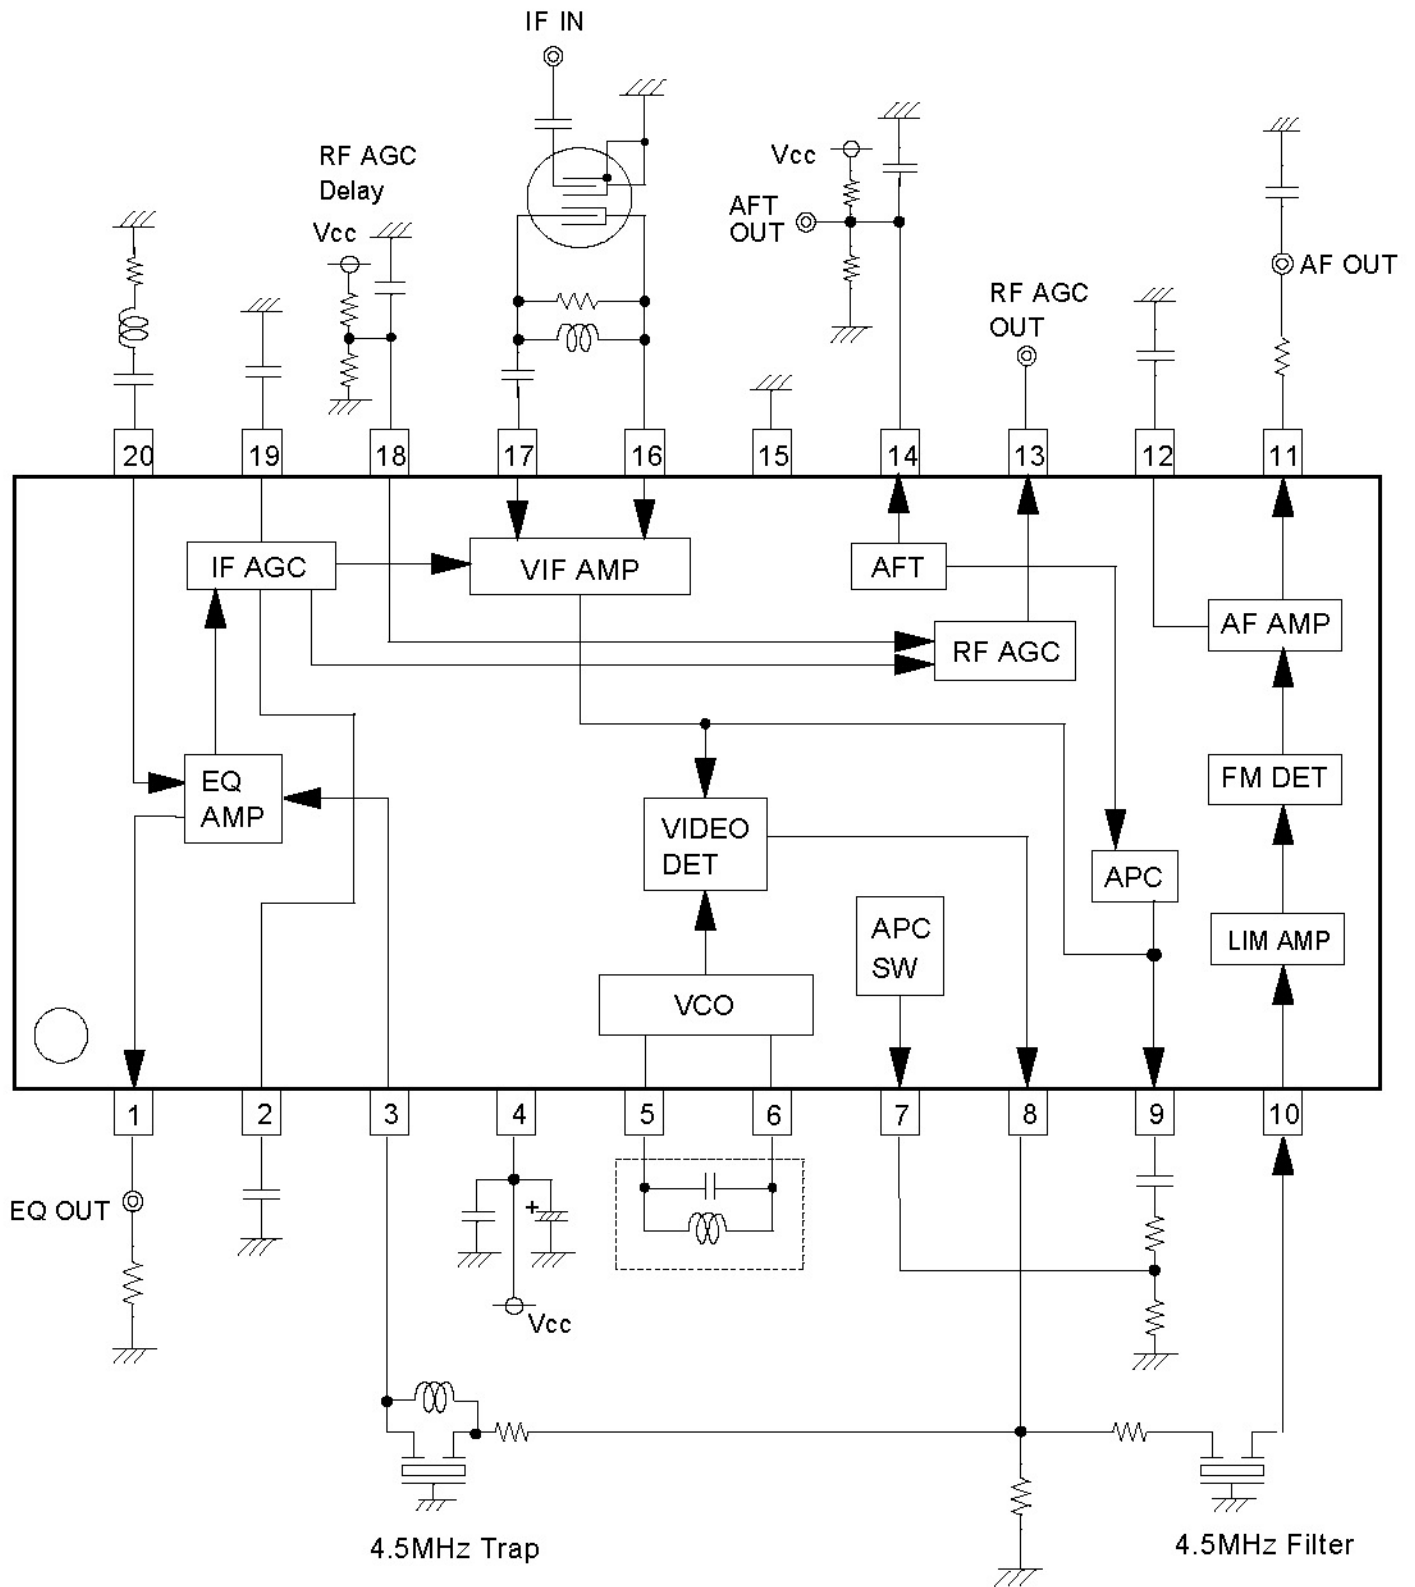 IF IN
RF AGC
Delay
Vcc
Vcc
AFT
OUT
RF AGC
OUT
AF OUT
20
19
18
17
16
15
14
13
12
11
IF AGC
VIF AMP
AFT
AF AMP
RF AGC
EQ
AMP
VIDEO
DET
FM DET
APC
APC
SW
LIM AMP
VCO
1
2
3
4
5
6
7
8
9
10
EQ OUT
+
Vcc
4.5MHz Trap
4.5MHz Filter